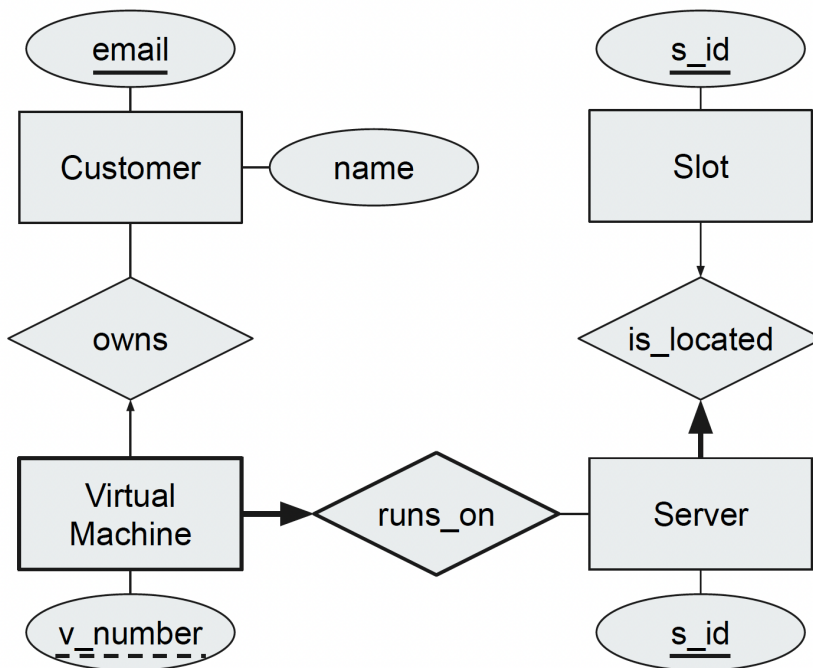 email
s_id
Customer
name
Slot
owns
is_located
Virtual
Machine
runs_on
Server
v_number
s_id